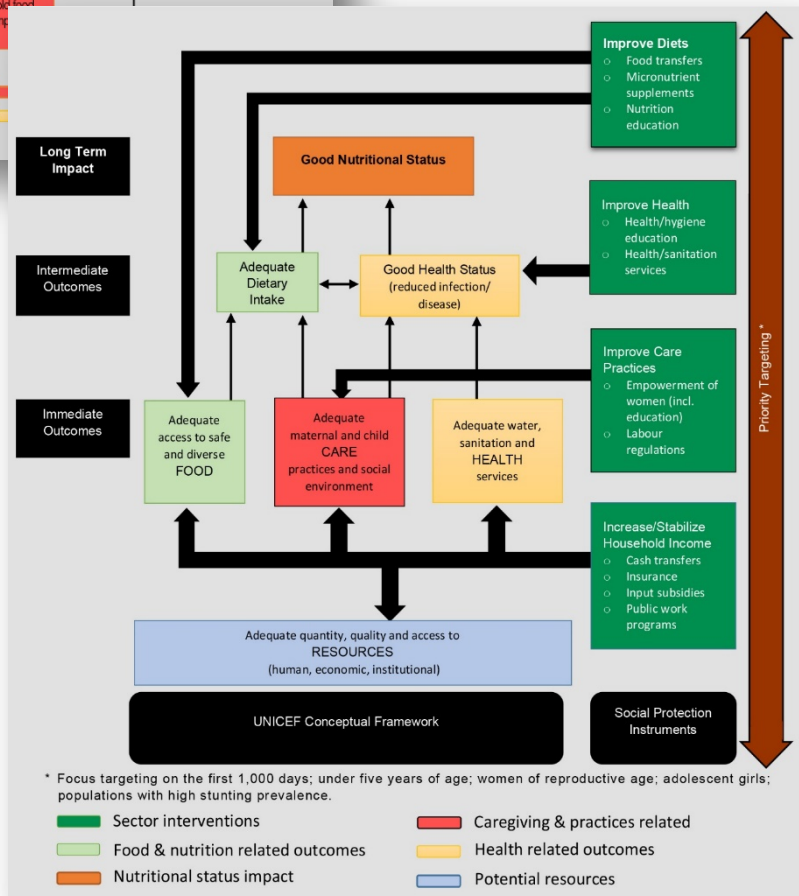 old food
Improve Diets
o Food transfers
o Micronutrient
supplements
o Nutrition
education
Long Term
Impact
Good Nutritional Status
Improve Health
o Health/hygiene
education
o Health/sanitation
services
Intermediate
Outcomes
Adequate
Dietary
Intake
Good Health Status
(reduced infection/
disease)
Improve Care
Practices
o Empowerment of
women (incl.
education)
o Labour
regulations
Priority Targeting *
Immediate
Outcomes
Adequate
access to safe
and diverse
FOOD
Adequate
maternal and child
CARE
practices and social
environment
Adequate water,
sanitation and
HEALTH
services
Increase/Stabilize
Household Income
o Cash transfers
o Insurance
o Input subsidies
o Public work
programs
Adequate quantity, quality and access to
RESOURCES
(human, economic, institutional)
UNICEF Conceptual Framework
Social Protection
Instruments
* Focus targeting on the first 1,000 days; under five years of age; women of reproductive age; adolescent girls;
populations with high stunting prevalence.
Sector interventions
Caregiving & practices related
Food & nutrition related outcomes
Health related outcomes
Nutritional status impact
Potential resources